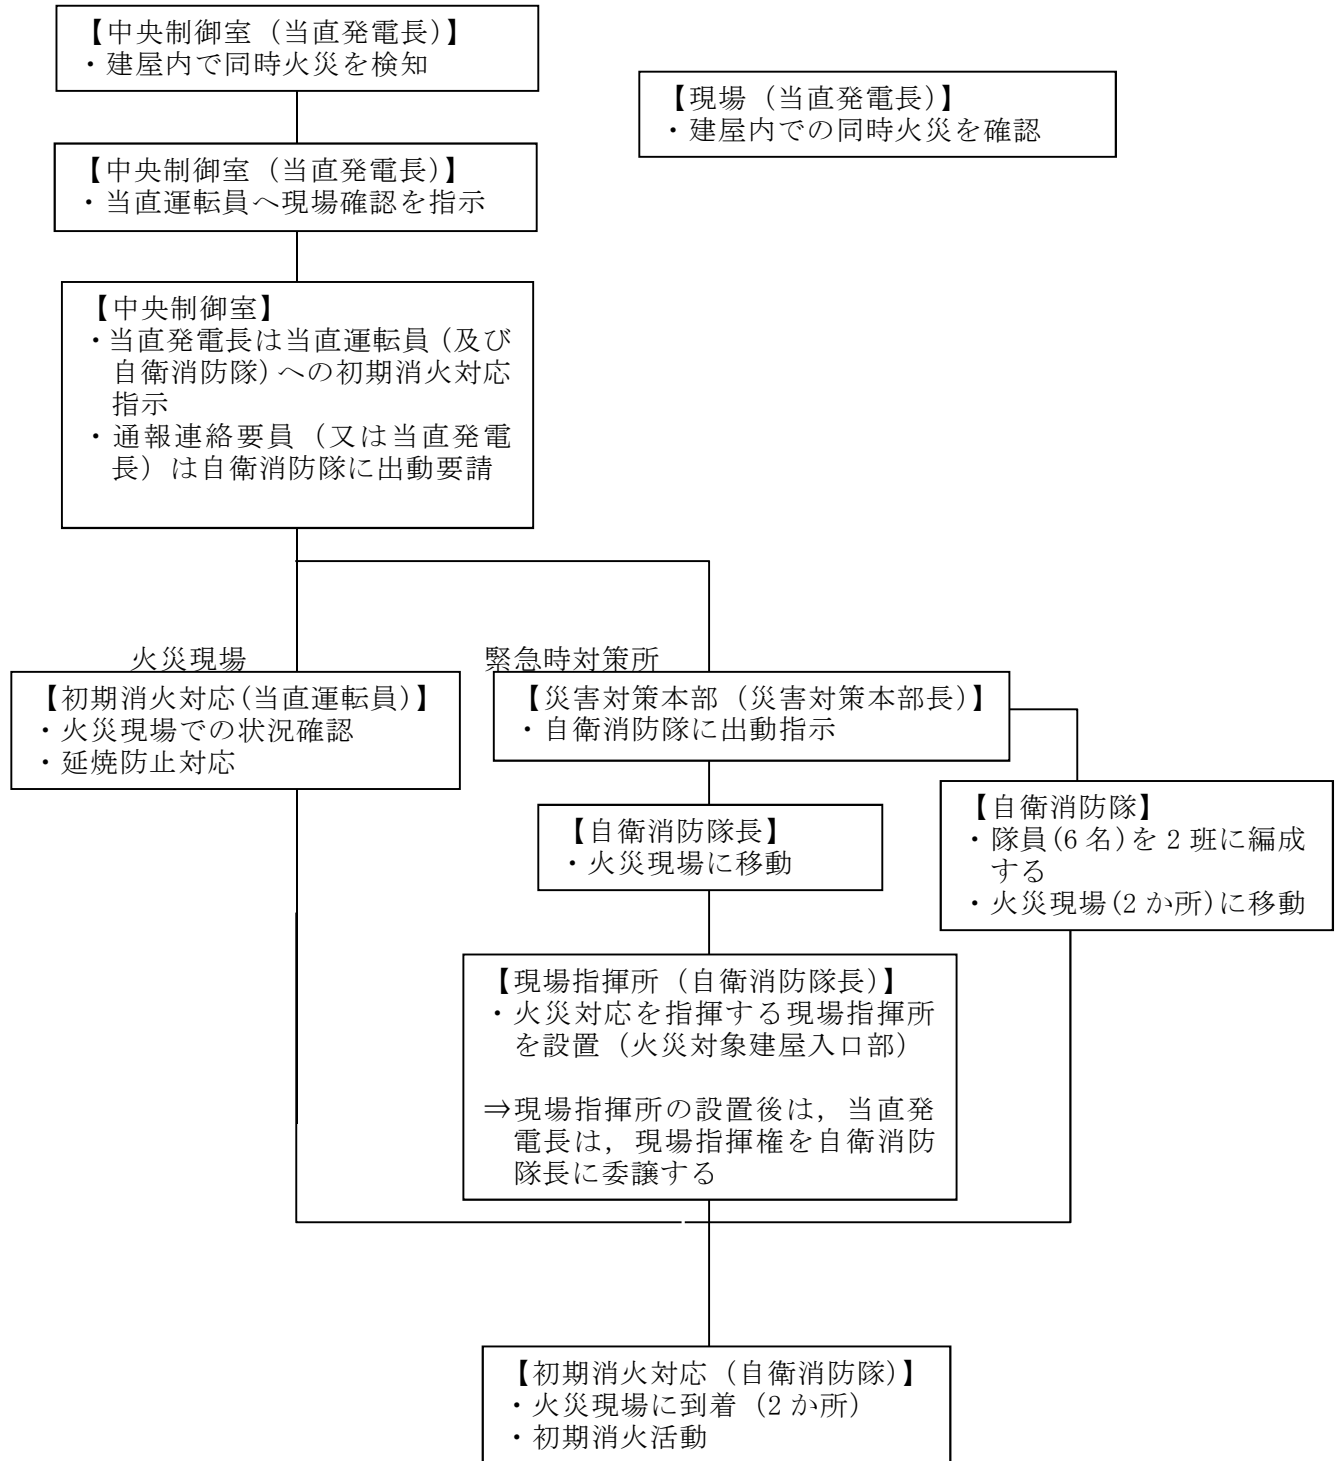 【中央制御室（当直発電長）】
・建屋内で同時火災を検知
【現場（当直発電長）】
・建屋内での同時火災を確認
【中央制御室（当直発電長）】
・当直運転員へ現場確認を指示
【中央制御室】
・当直発電長は当直運転員（及び
自衛消防隊）への初期消火対応
指示
・通報連絡要員（又は当直発電
長）は自衛消防隊に出動要請
火災現場
【初期消火対応(当直運転員)】
・火災現場での状況確認
・延焼防止対応
緊急時対策所
【災害対策本部（災害対策本部長）】
・自衛消防隊に出動指示
【自衛消防隊長】
・火災現場に移動
【自衛消防隊】
・隊員(6名)を2班に編成
する
・火災現場(2か所)に移動
【現場指揮所（自衛消防隊長）】
・火災対応を指揮する現場指揮所
を設置（火災対象建屋入口部）
⇒現場指揮所の設置後は，当直発
電長は，現場指揮権を自衛消防
隊長に委譲する
【初期消火対応（自衛消防隊）】
・火災現場に到着（2か所）
・初期消火活動